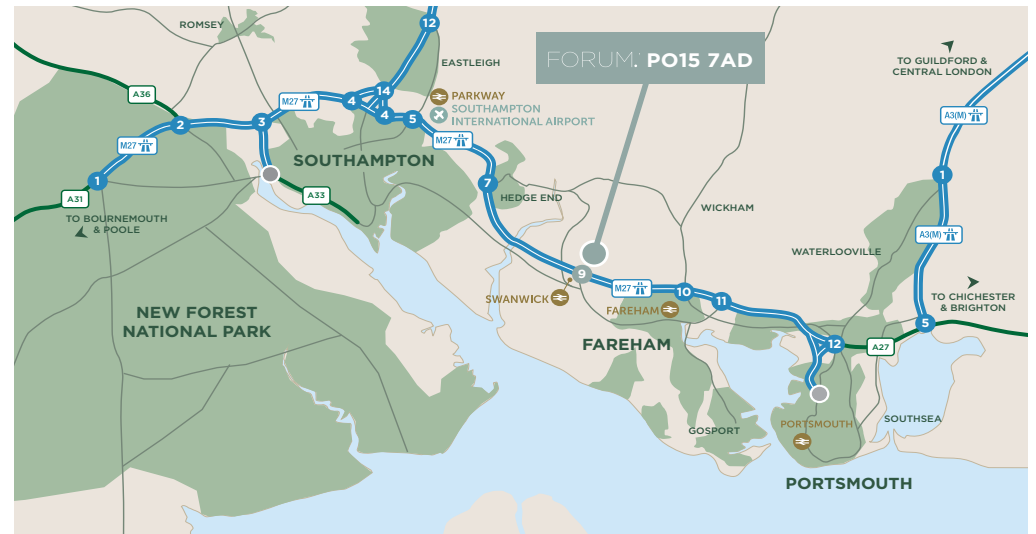 ROMSEY
12
EASTLEIGH
FORUM: PO15 7AD
TO GUILDFORD &
CENTRAL LONDON
A36
M27
4
14
4
5
PARKWAY
SOUTHAMPTON
INTERNATIONAL AIRPORT
A3(M)
2
3
M27
M27
SOUTHAMPTON
1
7
1
A31
A33
HEDGE END
WICKHAM
TO BOURNEMOUTH
& POOLE
A3(M)
WATERLOOVILLE
9
M27
SWANWICK
10
11
FAREHAM
TO CHICHESTER
& BRIGHTON
NEW FOREST
NATIONAL PARK
5
FAREHAM
12
A27
SOUTHSEA
GOSPORT
PORTSMOUTH
PORTSMOUTH